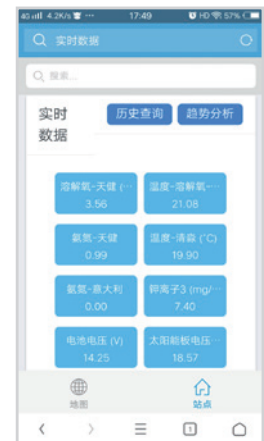 4G 4.2K/s ··· 17:49 HD 57%
实时数据
搜索...
实时
数据
历史查询
趋势分析
溶解氧-天健 (···
3.56
温度-溶解氧-···
21.08
氨氮-天健
0.99
温度-清淼 (°C)
19.90
氨氮-意大利
0.00
钾离子3 (mg/···
7.40
电池电压 (V)
14.25
太阳能板电压···
18.57
地图
站点
1